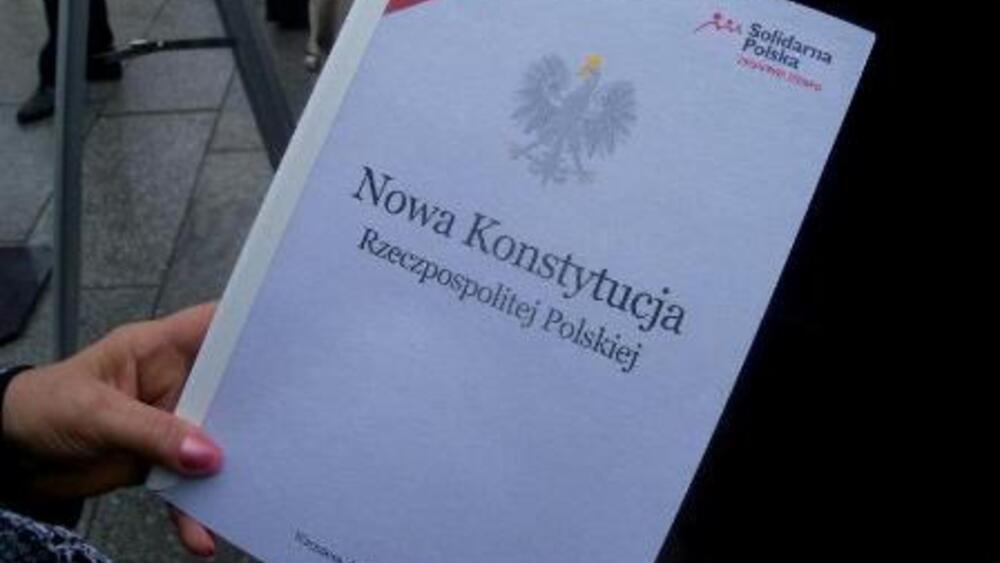 Solidarna
Polska
Nowa Konstytucja
Rzeczpospolitej Polskiej